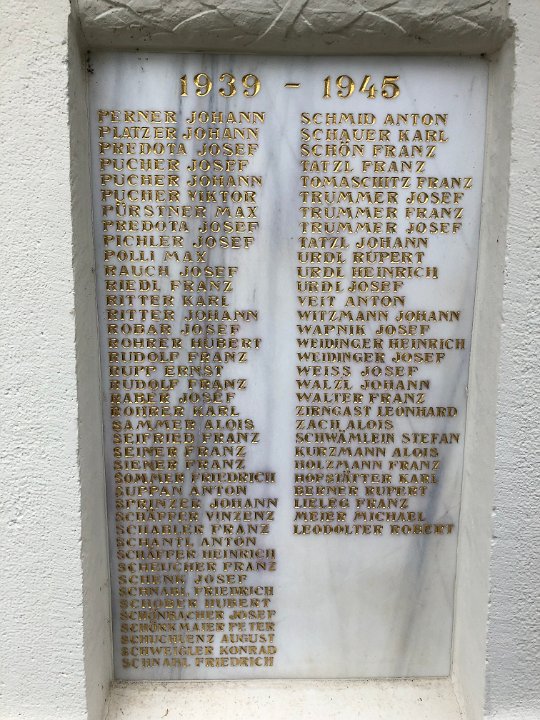 1939 - 1945
PERNER JOHANN
PLATZER JOHANN
PREDOTA JOSEF
PUCHER JOSEF
PUCHER JOHANN
PUCHER VIKTOR
PÜRSTNER MAX
PREDOTA JOSEF
PICHLER JOSEF
POLLI MAX
RAUCH JOSEF
RIEDL FRANZ
RITTER KARL
RITTER JOHANN
ROBAR JOSEF
ROHRER HUBERT
RUDOLF FRANZ
RUPP ERNST
RUDOLF FRANZ
RABER JOSEF
ROHRER KARL
SAMMER ALOIS
SEIFRIED FRANZ
SEINER FRANZ
SIENER FRANZ
SOMMER FRIEDRICH
SUPPAN ANTON
SPRINZER JOHANN
SCHÄFFER VINZENZ
SCHABLER FRANZ
SCHANTL ANTON
SCHÄFFER HEINRICH
SCHEUCHER FRANZ
SCHENK JOSEF
SCHNABL FRIEDRICH
SCHOBER HUBERT
SCHÖNBACHER JOSEF
SCHÖKMAIER PETER
SCHUCHLENZ AUGUST
SCHWEIGLER KONRAD
SCHNABL FRIEDRICH
SCHMID ANTON
SCHAUER KARL
SCHÖN FRANZ
TATZL FRANZ
TOMASCHITZ FRANZ
TRUMMER JOSEF
TRUMMER FRANZ
TRUMMER JOSEF
TATZL JOHANN
URDL RUPERT
URDL HEINRICH
URDL JOSEF
VEIT ANTON
WITZMANN JOHANN
WAPNIK JOSEF
WEIDINGER HEINRICH
WEIDINGER JOSEF
WEISS JOSEF
WALZL JOHANN
WALTER FRANZ
ZIRNGAST LEONHARD
ZACH ALOIS
SCHWÄMLEIN STEFAN
KURZMANN ALOIS
HOLZMANN FRANZ
HOFSTÄTTER KARL
BERNER RUPERT
LIELEG FRANZ
MEIER MICHAEL
LEODOLTER ROBERT